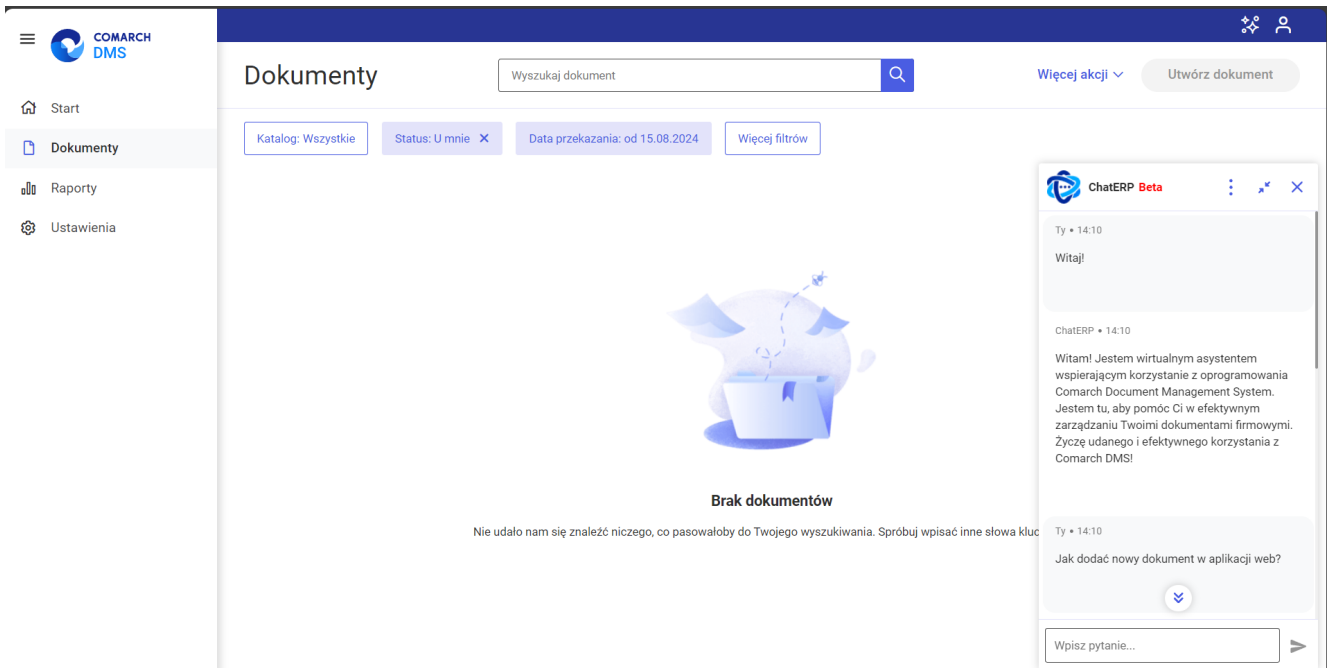 COMARCH
DMS
Start
Dokumenty
Raporty
Ustawienia
Dokumenty
Wyszukaj dokument
Więcej akcji
Utwórz dokument
Katalog: Wszystkie
Status: U mnie
Data przekazania: od 15.08.2024
Więcej filtrów
Brak dokumentów
Nie udało nam się znaleźć niczego, co pasowałoby do Twojego wyszukiwania. Spróbuj wpisać inne słowa
ChatERP Beta
Ty • 14:10
Witaj!
ChatERP • 14:10
Witam! Jestem wirtualnym asystentem
wspierającym korzystanie z oprogramowania
Comarch Document Management System.
Jestem tu, aby pomóc Ci w efektywnym
zarządzaniu Twoimi dokumentami firmowymi.
Życzę udanego i efektywnego korzystania z
Comarch DMS!
Ty • 14:10
Jak dodać nowy dokument w aplikacji web?
Wpisz pytanie...